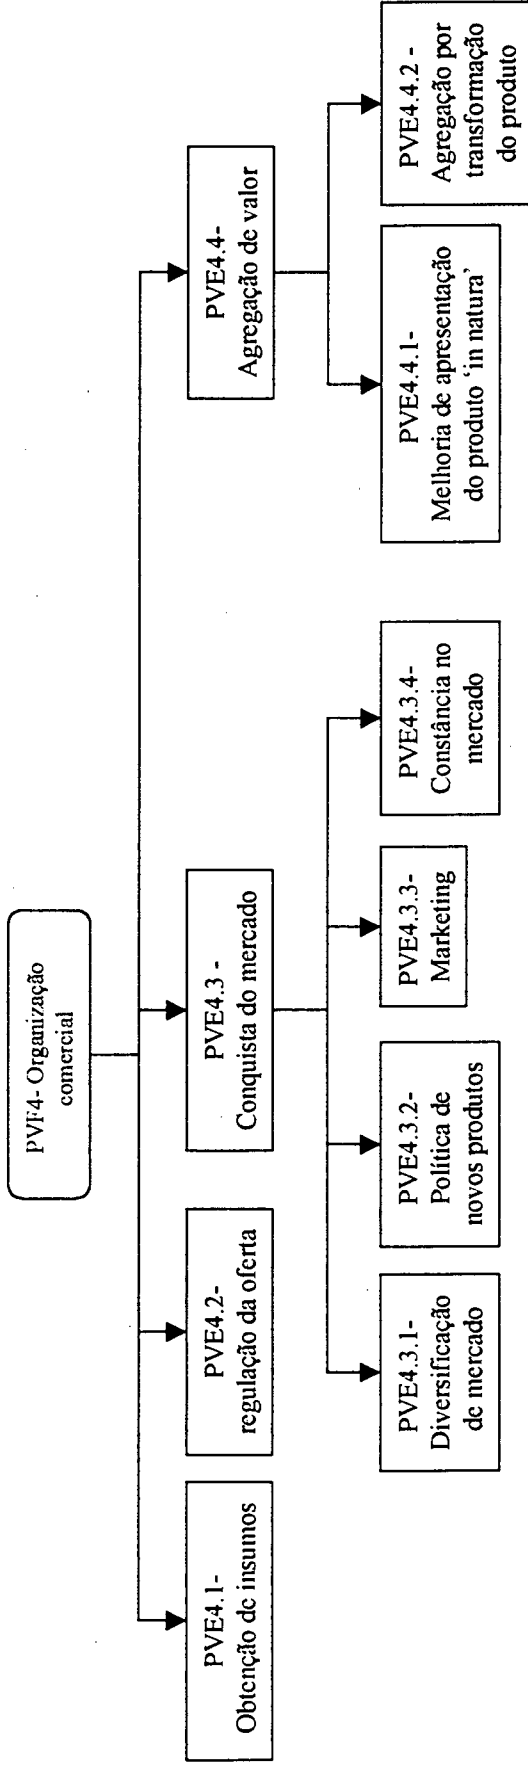 PVF4- Organização
comercial
PVE4.1-
Obtenção de insumos
PVE4.2-
regulação da oferta
PVE4.3 -
Conquista do mercado
PVE4.4-
Agregação de valor
PVE4.3.1-
Diversificação
de mercado
PVE4.3.2-
Política de
novos produtos
PVE4.3.3-
Marketing
PVE4.3.4-
Constância no
mercado
PVE4.4.1-
Melhoria de apresentação
do produto ‘in natura’
PVE4.4.2 -
Agregação por
transformação
do produto